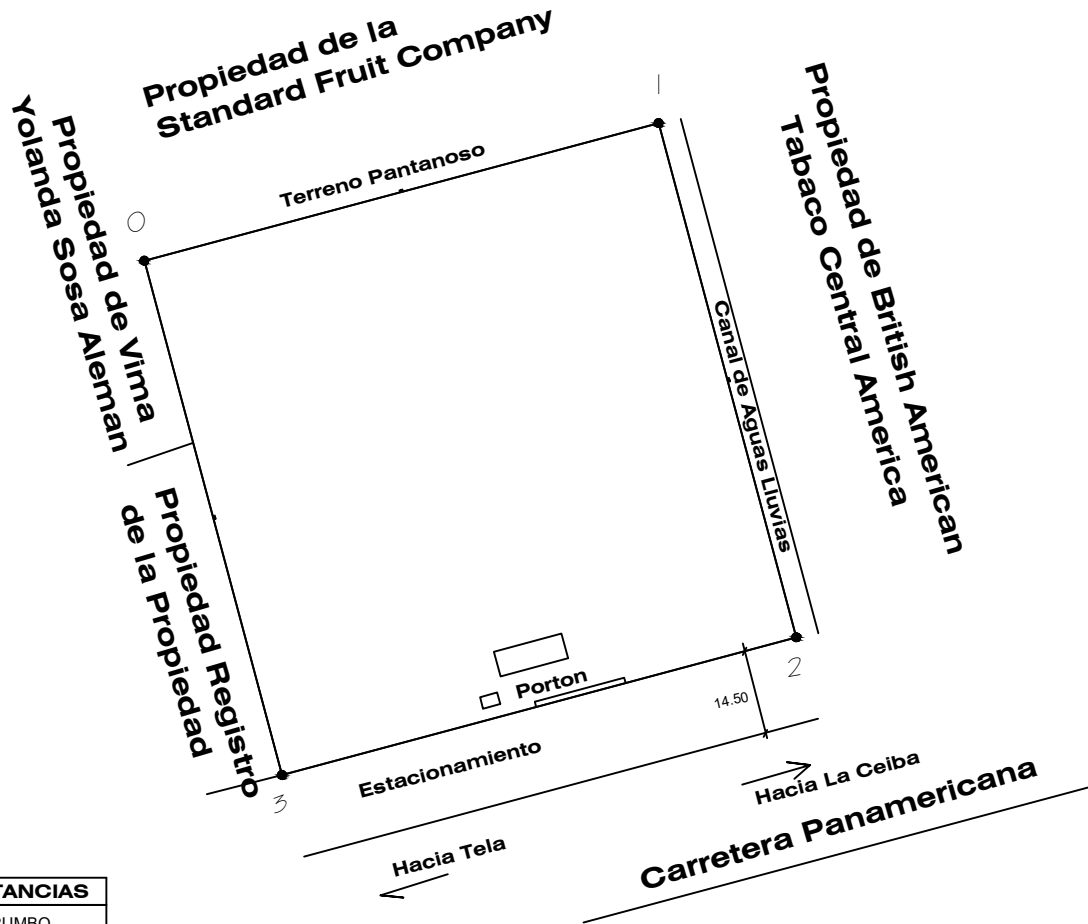 Propiedad de la
Standard Fruit Company
1
Terreno Pantanoso
0
Propiedad de Vima
Yolanda Sosa Aleman
Propiedad de British American
Tabaco Central America
Canal de Aguas Lluvias
Propiedad Registro
de la Propiedad
Porton
2
14.50
Estacionamiento
3
Hacia La Ceiba
Hacia Tela
Carretera Panamericana
TANCIAS